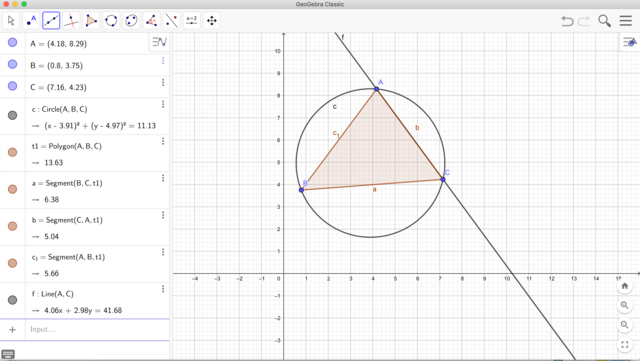 GeoGebra Classic
A = (4.18, 8.29)
B = (0.8, 3.75)
C = (7.16, 4.23)
c : Circle(A, B, C)
→ (x - 3.91)² + (y - 4.97)² = 11.13
t1 = Polygon(A, B, C)
→ 13.63
a = Segment(B, C, t1)
→ 6.38
b = Segment(C, A, t1)
→ 5.04
c₁ = Segment(A, B, t1)
→ 5.66
f : Line(A, C)
→ 4.06x + 2.98y = 41.68
+ Input...
f
10
9
A
8
c
7
c₁
b
6
5
C
B
4
a
3
2
1
-4 -3 -2 -1 0 1 2 3 4 5 6 7 8 9 10 11 12 13 14
-1
-2
-3